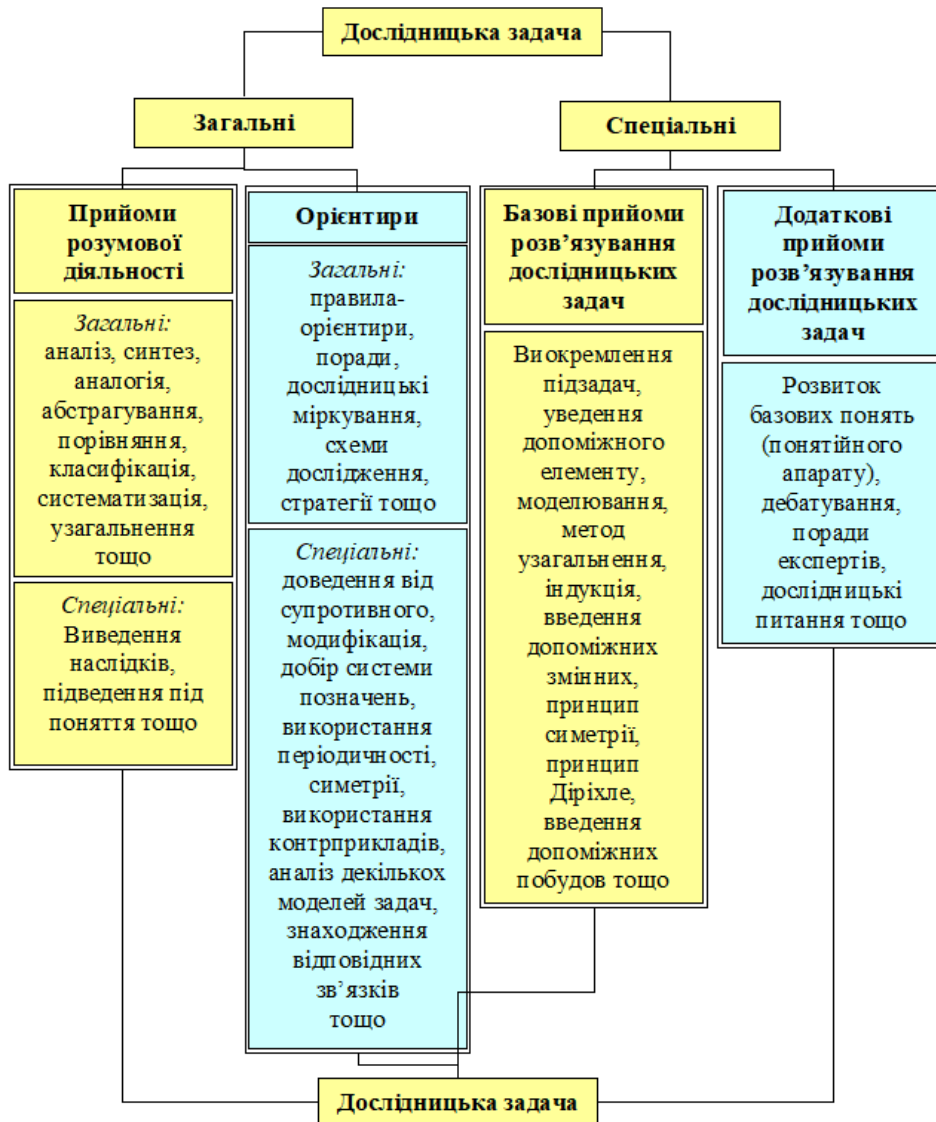 Дослідницька задача
Загальні
Спеціальні
Прийоми
розумової
діяльності
Загальні:
аналіз, синтез,
аналогія,
абстрагування,
порівняння,
класифікація,
систематизація,
узагальнення
тощо
Спеціальні:
Виведення
наслідків,
підведення під
поняття тощо
Орієнтири
Загальні:
правила-
орієнтири,
поради,
дослідницькі
міркування,
схеми
дослідження,
стратегії тощо
Спеціальні:
доведення від
супротивного,
модифікація,
добір системи
позначень,
використання
періодичності,
симетрії,
використання
контрприкладів,
аналіз декількох
моделей задач,
знаходження
відповідних
зв’язків
тощо
Базові прийоми
розв’язування
дослідницьких
задач
Виокремлення
підзадач,
уведення
допоміжного
елементу,
моделювання,
метод
узагальнення,
індукція,
введення
допоміжних
змінних,
принцип
симетрії,
принцип
Діріхле,
введення
допоміжних
побудов тощо
Додаткові
прийоми
розв’язування
дослідницьких
задач
Розвиток
базових понять
(понятійного
апарату),
дебатування,
поради
експертів,
дослідницькі
питання тощо
Дослідницька задача